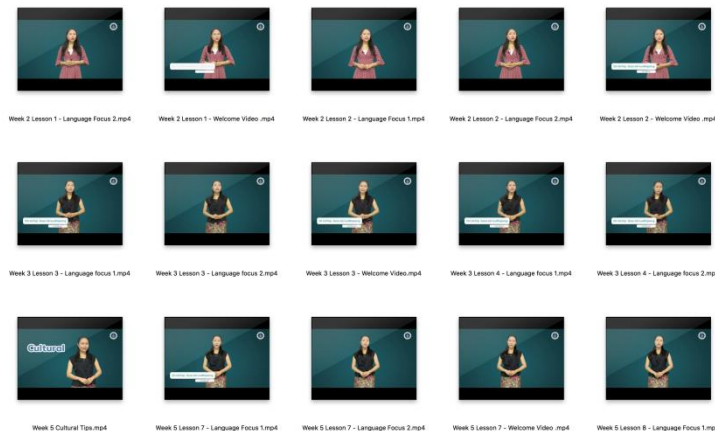 Week 2 Lesson 1 - Language Focus 2.mp4
Week 2 Lesson 1 - Welcome Video .mp4
Week 2 Lesson 2 - Language Focus 1.mp4
Week 2 Lesson 2 - Language Focus 2.mp4
Week 2 Lesson 2 - Welcome Video .mp4
Week 3 Lesson 3 - Language focus 1.mp4
Week 3 Lesson 3 - Language focus 2.mp4
Week 3 Lesson 3 - Welcome Video.mp4
Week 3 Lesson 4 - Language focus 1.mp4
Week 3 Lesson 4 - Language focus 2.mp
Cultural
Week 5 Cultural Tips.mp4
Week 5 Lesson 7 - Language Focus 1.mp4
Week 5 Lesson 7 - Language Focus 2.mp4
Week 5 Lesson 7 - Welcome Video .mp4
Week 5 Lesson 8 - Language Focus 1.mp